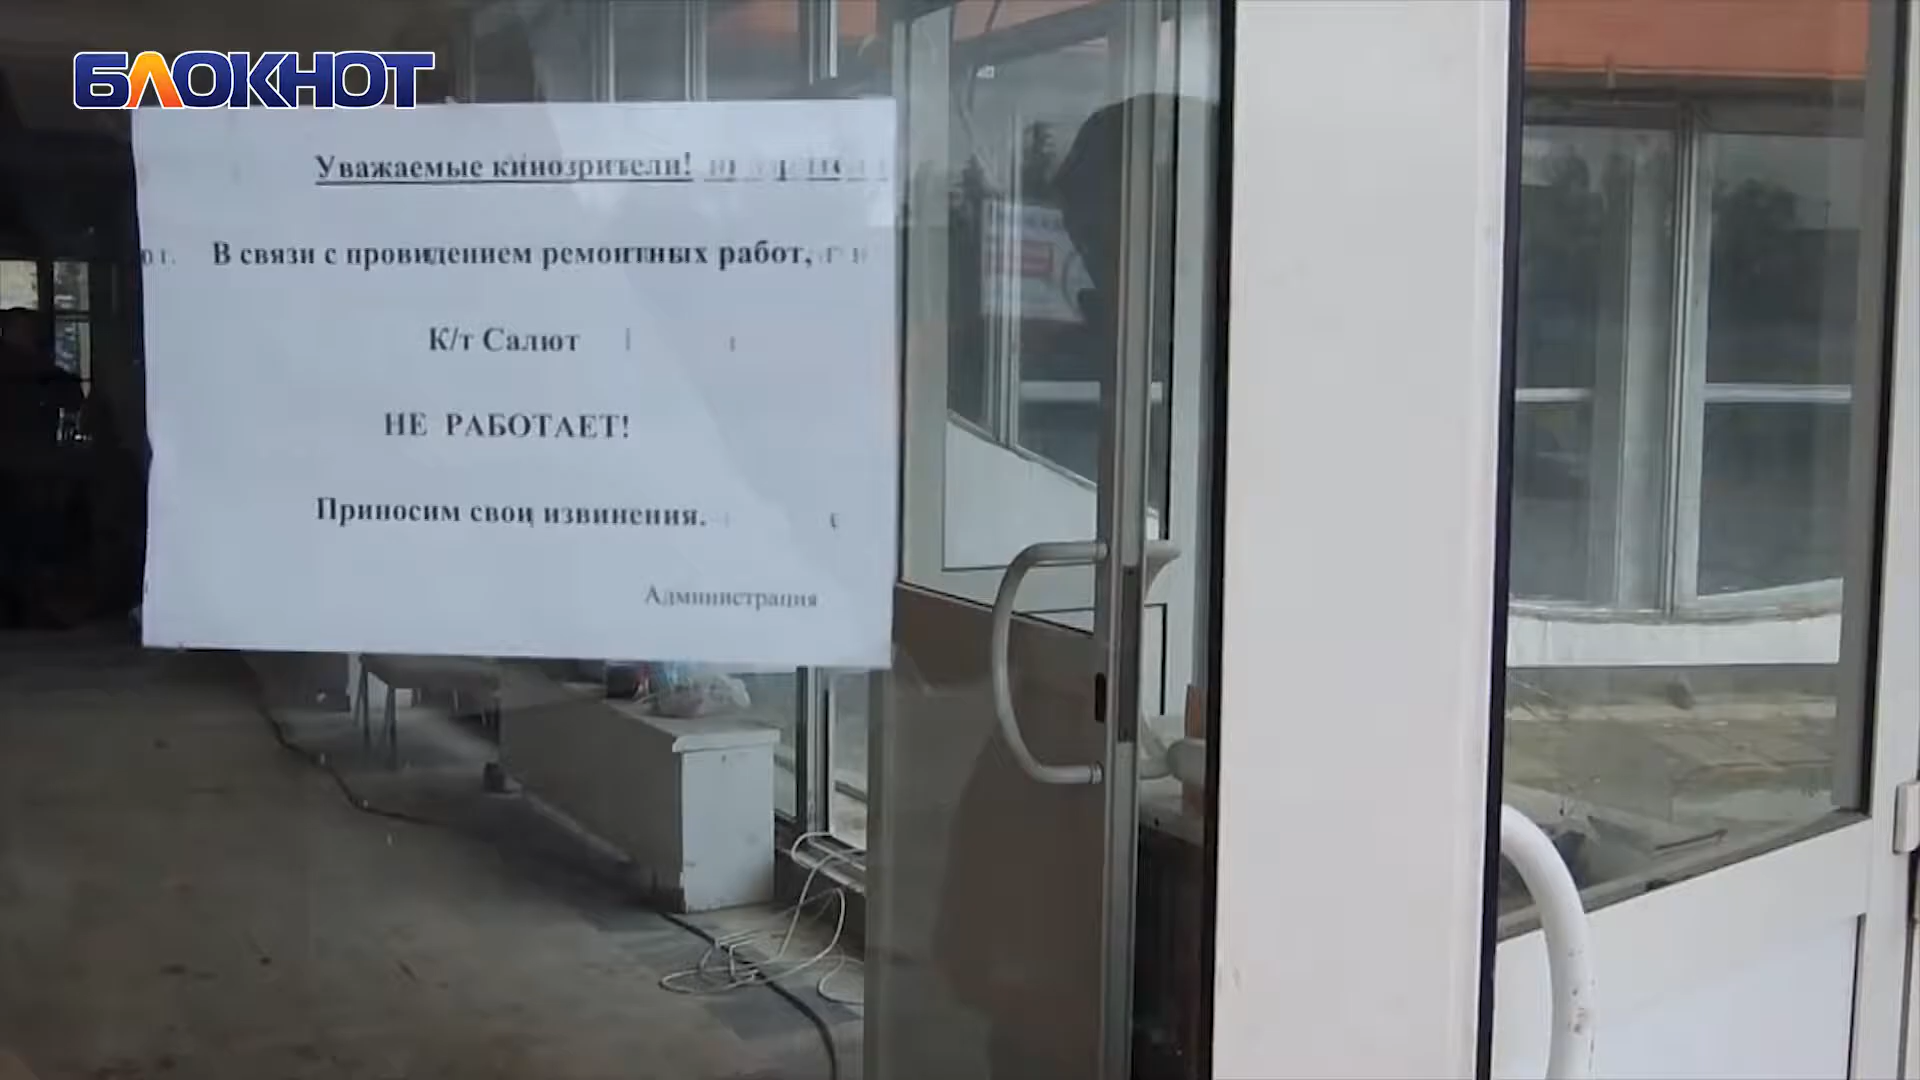 БЛОКНОТ
Уважаемые кинозрители!
В связи с провидением ремонтных работ,
К/т Салют
НЕ РАБОТАЕТ!
Приносим свои извинения.
Администрация